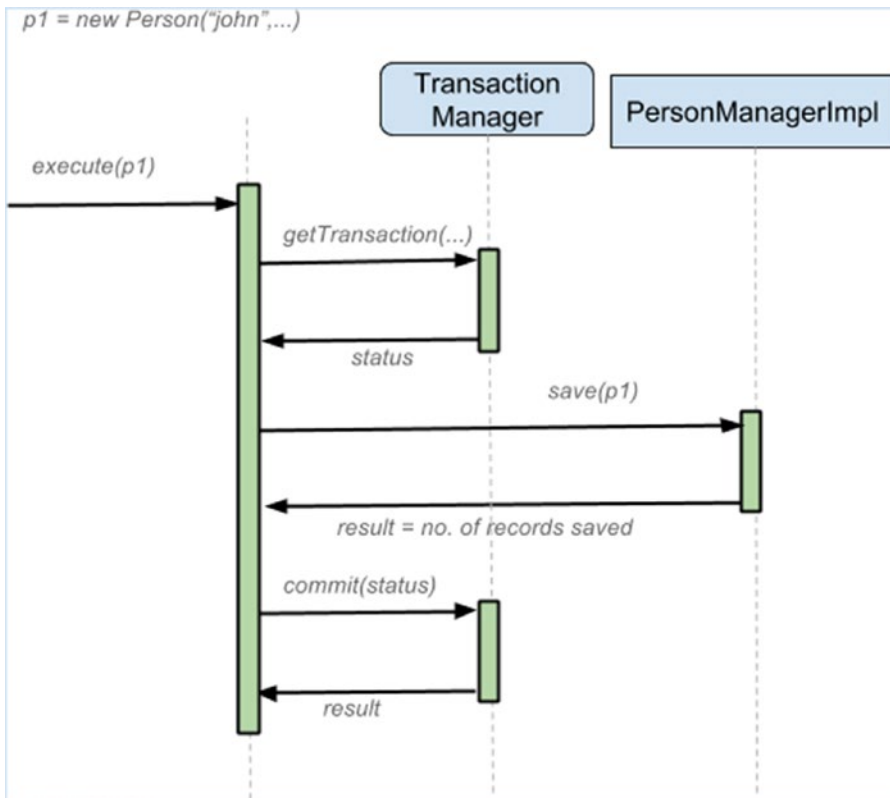 p1 = new Person(“john”,...)
Transaction
Manager
PersonManagerImpl
execute(p1)
getTransaction(...)
status
save(p1)
result = no. of records saved
commit(status)
result